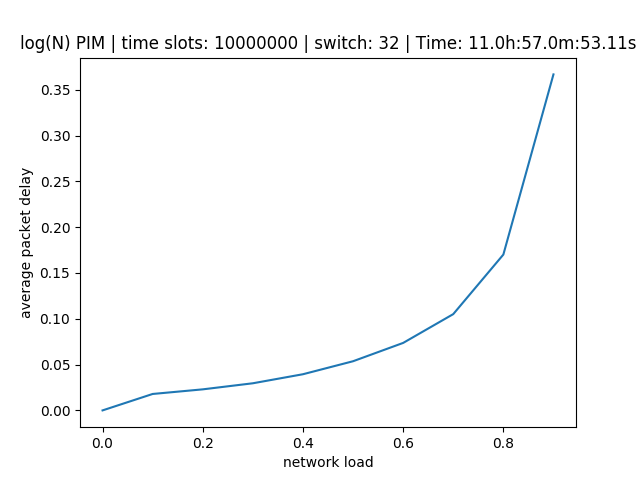 log(N) PIM | time slots: 10000000 | switch: 32 | Time: 11.0h:57.0m:53.11s
0.35
0.30
0.25
0.20
0.15
0.10
0.05
0.00
average packet delay
0.0 0.2 0.4 0.6 0.8
network load